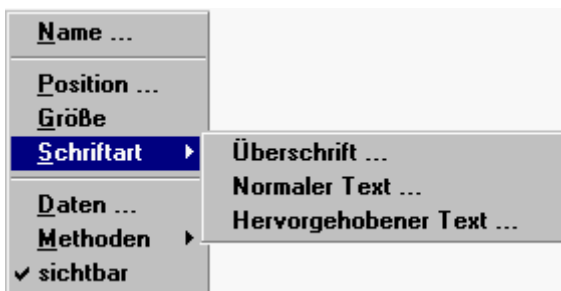 Name ...
Position ...
Größe
Schriftart
Überschrift ...
Normaler Text ...
Hervorgehobener Text ...
Daten ...
Methoden
sichtbar